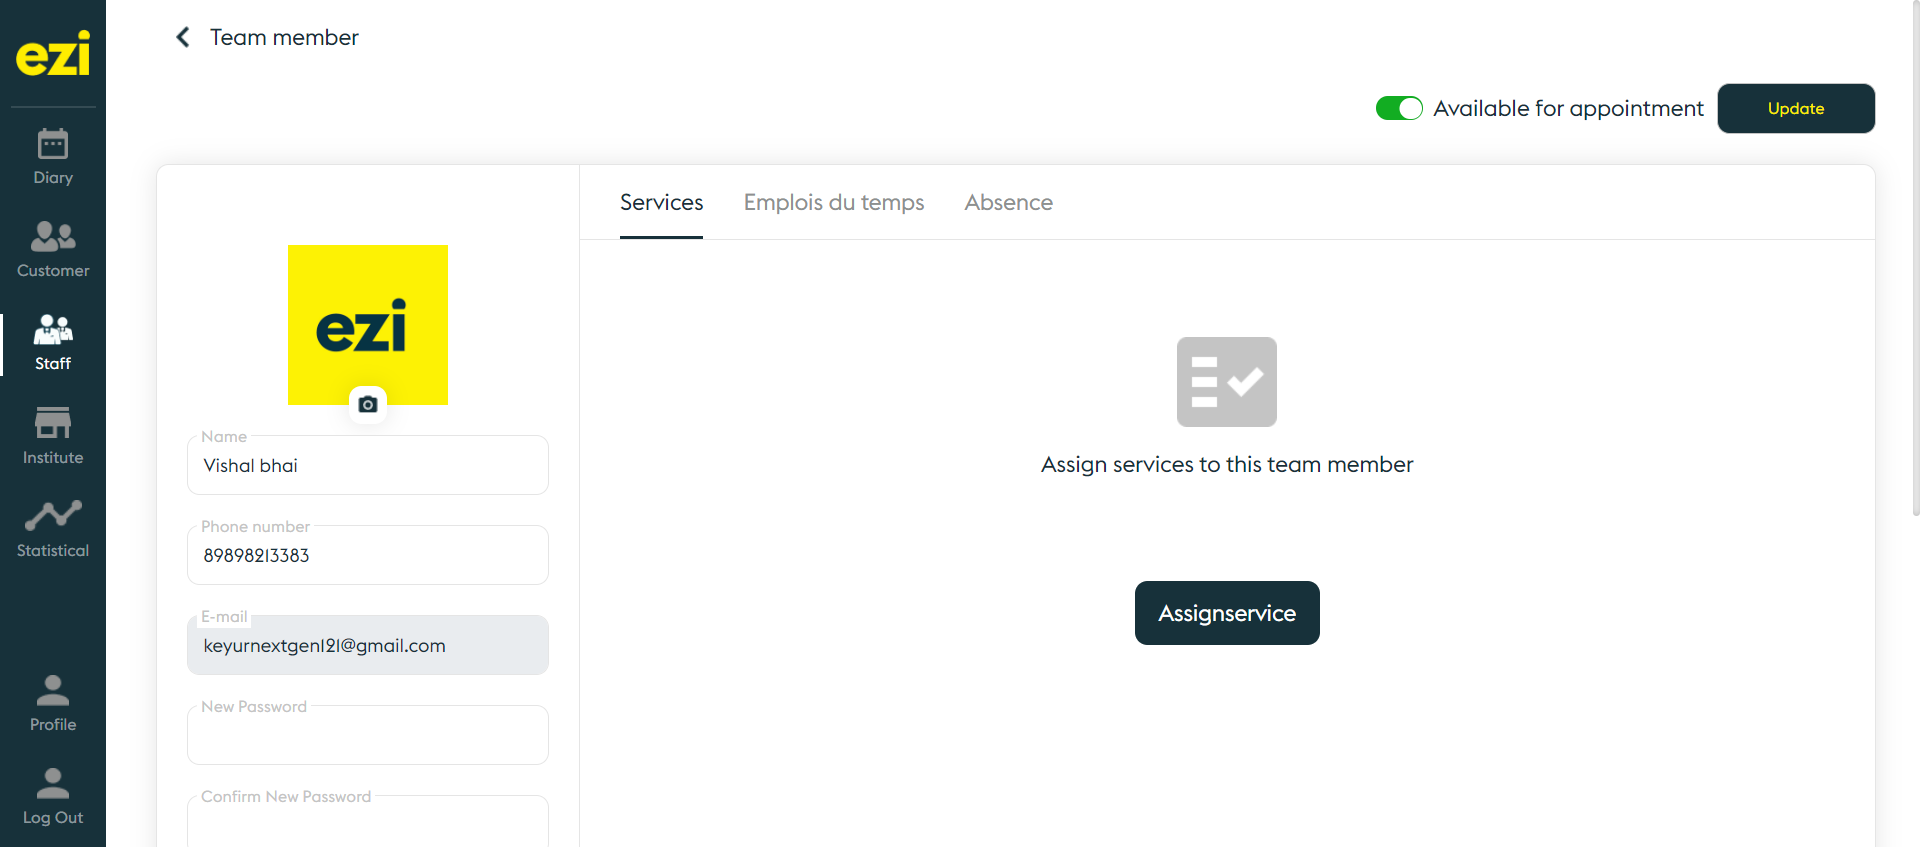 ezi
Diary
Customer
Staff
Institute
Statistical
Profile
Log Out
Team member
Available for appointment
Update
ezi
Name
Vishal bhai
Phone number
89898213383
E-mail
keyurnextgen121@gmail.com
New Password
Confirm New Password
Services Emplois du temps Absence
Assign services to this team member
Assignservice